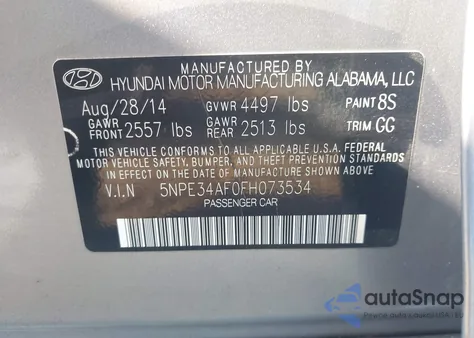 MANUFACTURED BY
HYUNDAI MOTOR MANUFACTURING ALABAMA, LLC
Aug/28/14 GVWR 4497 lbs PAINT 8S
GAWR FRONT 2557 lbs GAWR REAR 2513 lbs TRIM GG
THIS VEHICLE CONFORMS TO ALL APPLICABLE U.S.A. FEDERAL
MOTOR VEHICLE SAFETY, BUMPER, AND THEFT PREVENTION STANDARDS
IN EFFECT ON THE DATE OF MANUFACTURE SHOWN ABOVE
V.I.N 5NPE34AF0FH073534
PASSENGER CAR
autaSnap